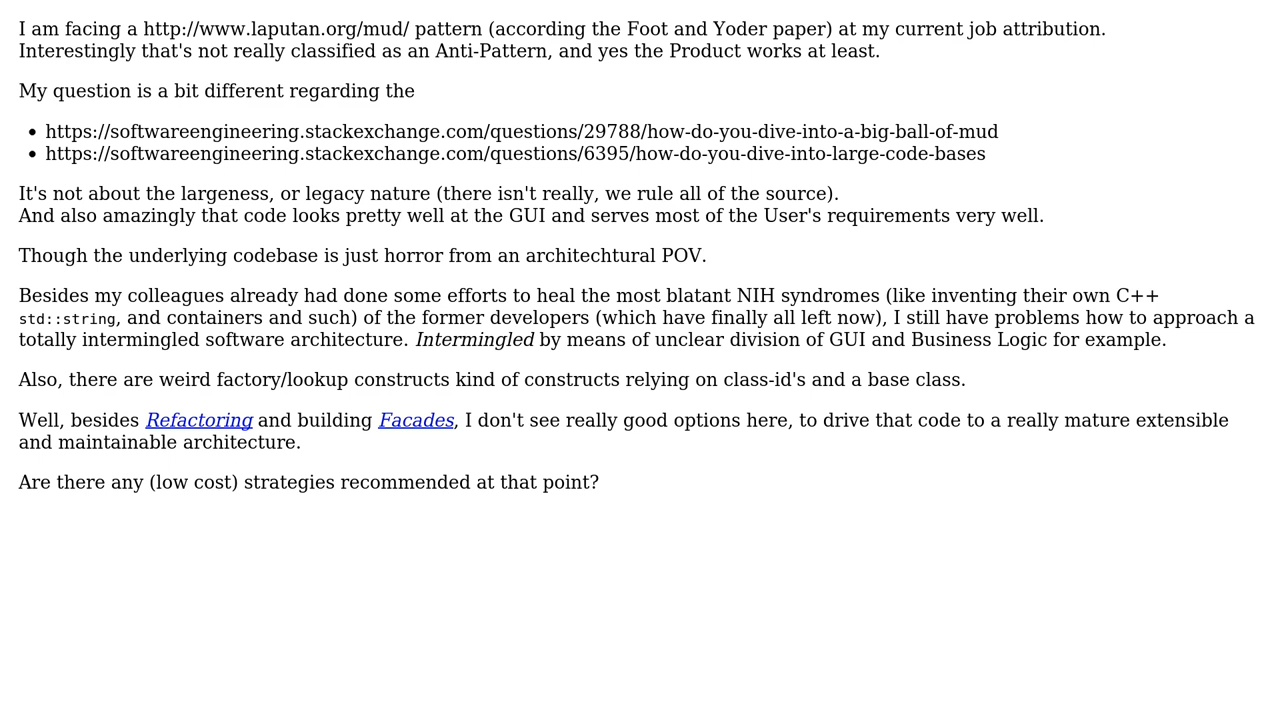 I am facing a http://www.laputan.org/mud/ pattern (according the Foot and Yoder paper) at my current job attribution.
Interestingly that's not really classified as an Anti-Pattern, and yes the Product works at least.
My question is a bit different regarding the
• https://softwareengineering.stackexchange.com/questions/29788/how-do-you-dive-into-a-big-ball-of-mud
• https://softwareengineering.stackexchange.com/questions/6395/how-do-you-dive-into-large-code-bases
It's not about the largeness, or legacy nature (there isn't really, we rule all of the source).
And also amazingly that code looks pretty well at the GUI and serves most of the User's requirements very well.
Though the underlying codebase is just horror from an architechtural POV.
Besides my colleagues already had done some efforts to heal the most blatant NIH syndromes (like inventing their own C++
std::string, and containers and such) of the former developers (which have finally all left now), I still have problems how to approach a
totally intermingled software architecture. Intermingled by means of unclear division of GUI and Business Logic for example.
Also, there are weird factory/lookup constructs kind of constructs relying on class-id's and a base class.
Well, besides Refactoring and building Facades, I don't see really good options here, to drive that code to a really mature extensible
and maintainable architecture.
Are there any (low cost) strategies recommended at that point?